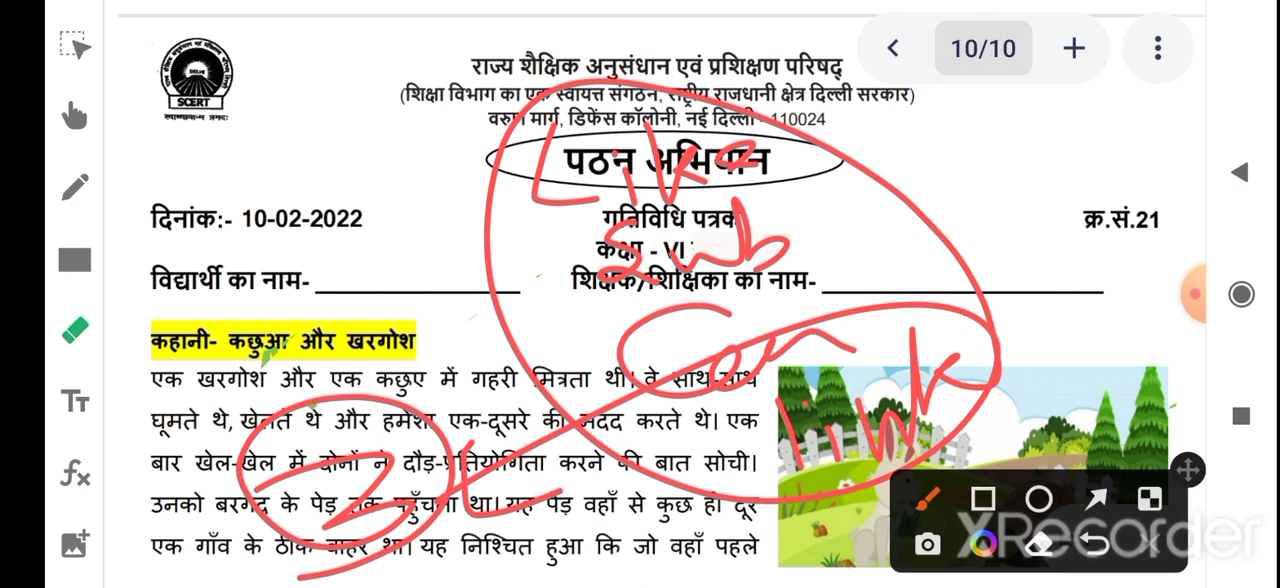 10/10
राज्य शैक्षिक अनुसंधान एवं प्रशिक्षण परिषद्
(शिक्षा विभाग का एक स्वायत्त संगठन, राष्ट्रीय राजधानी क्षेत्र दिल्ली सरकार)
वरुण मार्ग, डिफेंस कॉलोनी, नई दिल्ली - 110024
SCERT
पठन अभियान
Like
दिनांक:- 10-02-2022
गतिविधि पत्रक
क्र.सं.21
कक्षा - VI
Sub
विद्यार्थी का नाम-
शिक्षक/शिक्षिका का नाम-
कहानी- कछुआ और खरगोश
एक खरगोश और एक कछुए में गहरी मित्रता थी। वे साथ-साथ
घूमते थे, खेलते थे और हमेशा एक-दूसरे की मदद करते थे। एक
बार खेल-खेल में दोनों ने दौड़-प्रतियोगिता करने की बात सोची।
उनको बरगद के पेड़ तक पहुँचना था। यह पेड़ वहाँ से कुछ ही दूर
एक गाँव के ठीक बाहर था। यह निश्चित हुआ कि जो वहाँ पहले
link
Tт
fx
XRecorder